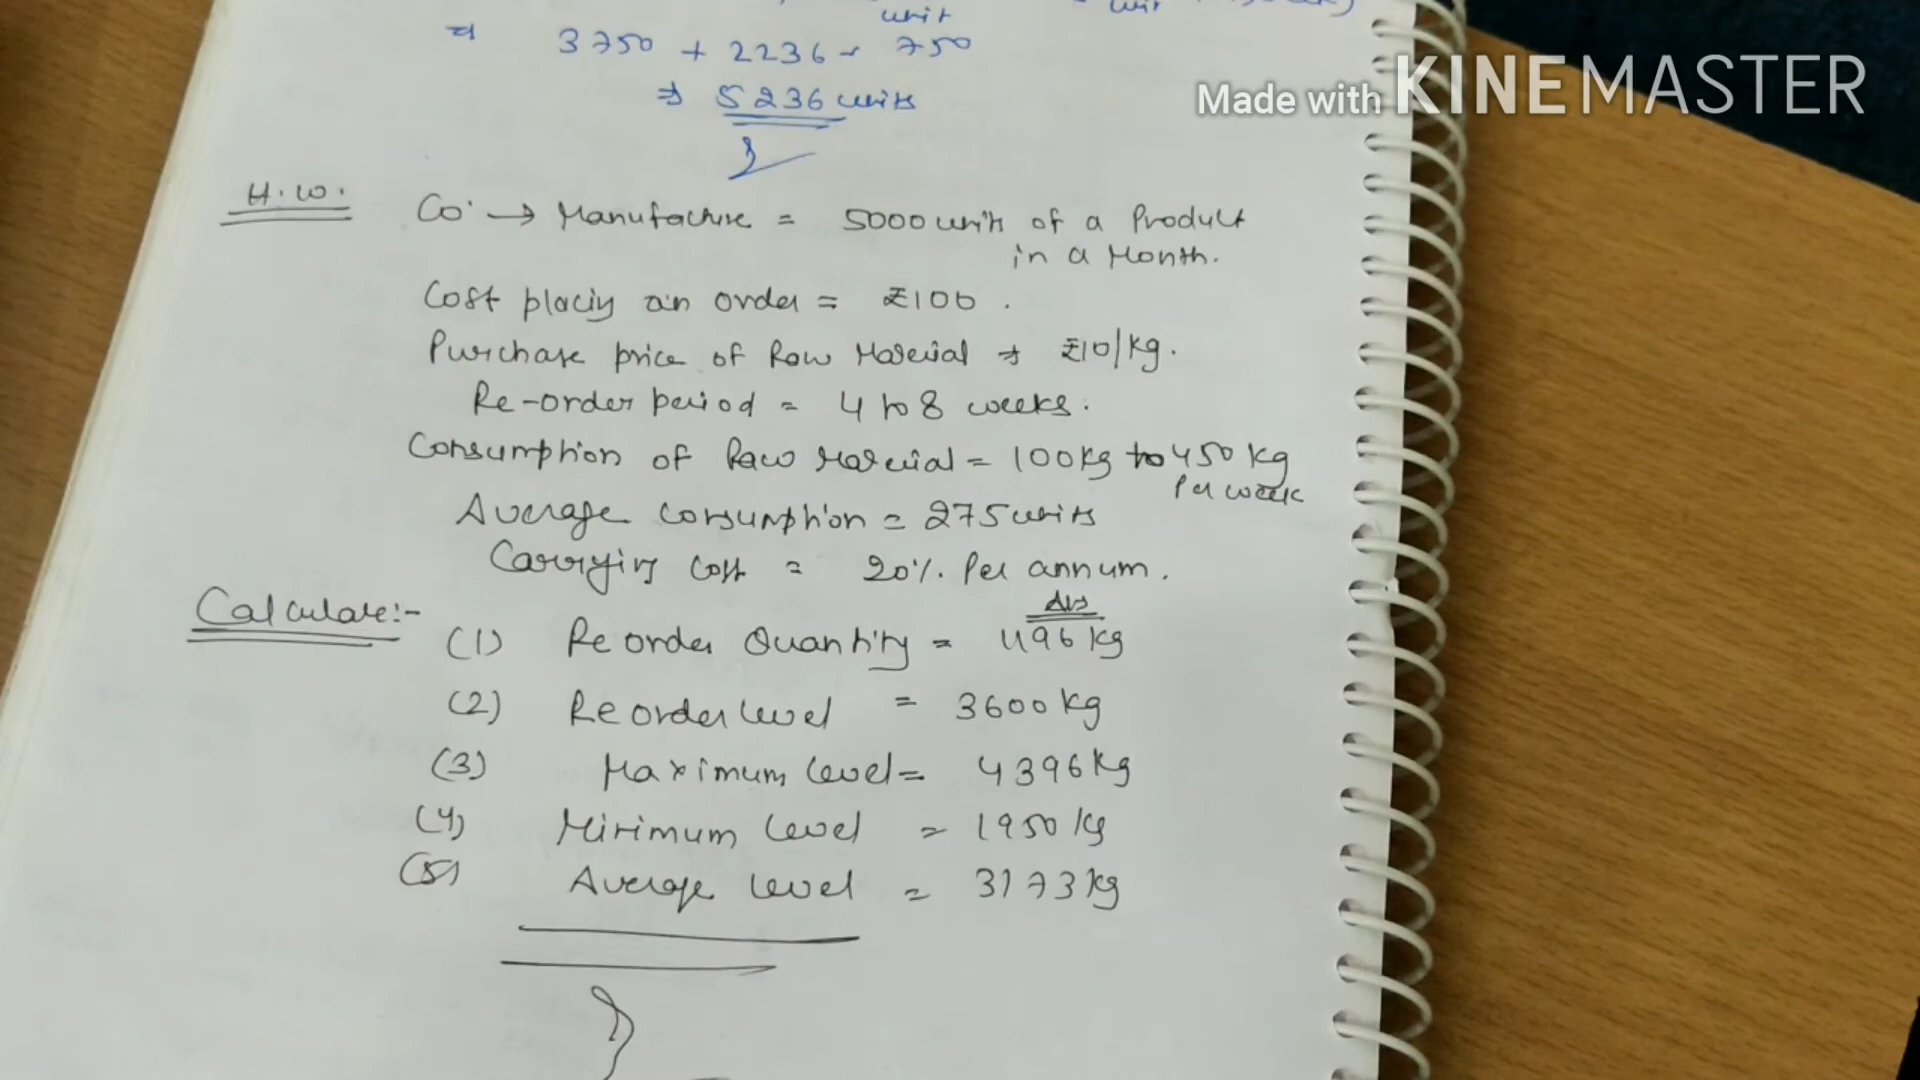 unit
⇒ 3750 + 2236 - 750
⇒ 5236 units
Made with KINEMASTER
H.W. Co. → Manufacture = 5000 units of a Product
in a Month.
Cost placing an order = ₹100.
Purchase price of Raw Material ⇒ ₹10/kg.
Re-order period = 4 to 8 weeks.
Consumption of Raw Material = 100kg to 450 kg
Per week
Average consumption = 275 units
Carrying cost = 20% Per annum.
Calculate:-
Ans
(1) Reorder Quantity = 496 kg
(2) Reorder level = 3600 kg
(3) Maximum level = 4396 kg
(4) Minimum level = 1950 kg
(5) Average level = 3173 kg